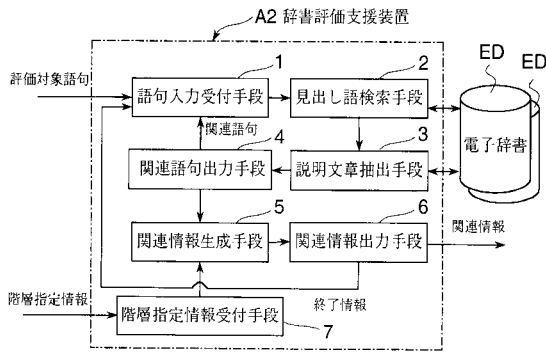 A2 辞書評価支援装置
ED
ED
1
2
評価対象語句
語句入力受付手段
見出し語検索手段
関連語句
電子辞書
4
3
関連語句出力手段
説明文章抽出手段
5
6
関連情報
関連情報生成手段
関連情報出力手段
階層指定情報
終了情報
階層指定情報受付手段
7